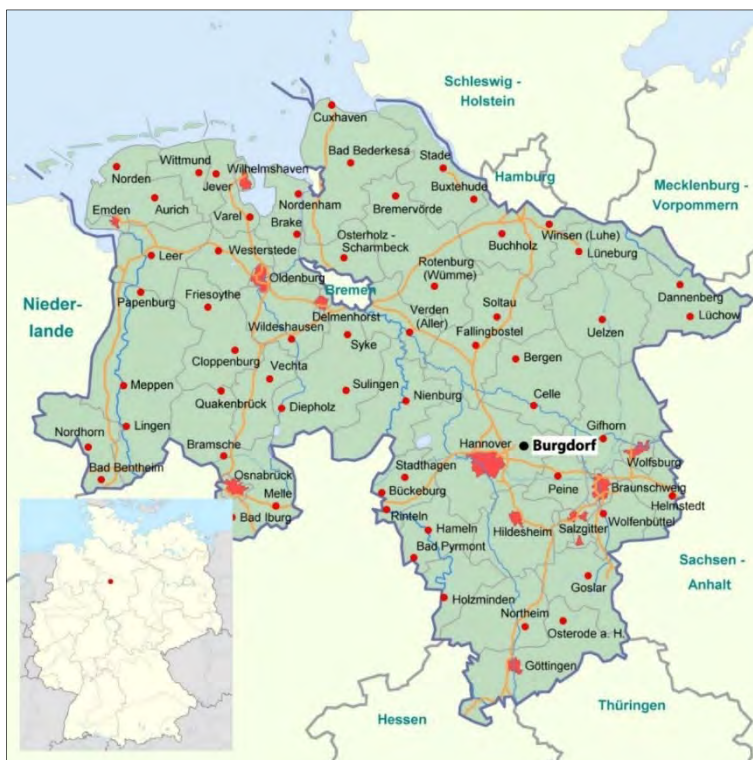 Schleswig -
Holstein
Cuxhaven
Bad Bederkesa
Stade
Hamburg
Mecklenburg -
Vorpommern
Wittmund
Wilhelmshaven
Norden
Jever
Nordenham
Buxtehude
Emden
Aurich
Varel
Brake
Bremervörde
Osterholz -
Scharmbeck
Buchholz
Winsen (Luhe)
Lüneburg
Leer
Westerstede
Rotenburg
(Wümme)
Oldenburg
Bremen
Dannenberg
Nieder-
lande
Papenburg
Friesoythe
Delmenhorst
Verden
(Aller)
Soltau
Lüchow
Wildeshausen
Fallingbostel
Uelzen
Syke
Cloppenburg
Bergen
Vechta
Meppen
Sulingen
Celle
Quakenbrück
Diepholz
Nienburg
Lingen
Gifhorn
Nordhorn
Bramsche
Hannover
Burgdorf
Wolfsburg
Bad Bentheim
Stadthagen
Osnabrück
Melle
Peine
Braunschweig
Bückeburg
Helmstedt
Bad Iburg
Rinteln
Hameln
Hildesheim
Salzgitter
Wolfenbüttel
Bad Pyrmont
Sachsen -
Anhalt
Goslar
Holzminden
Northeim
Osterode a. H.
Göttingen
Hessen
Thüringen